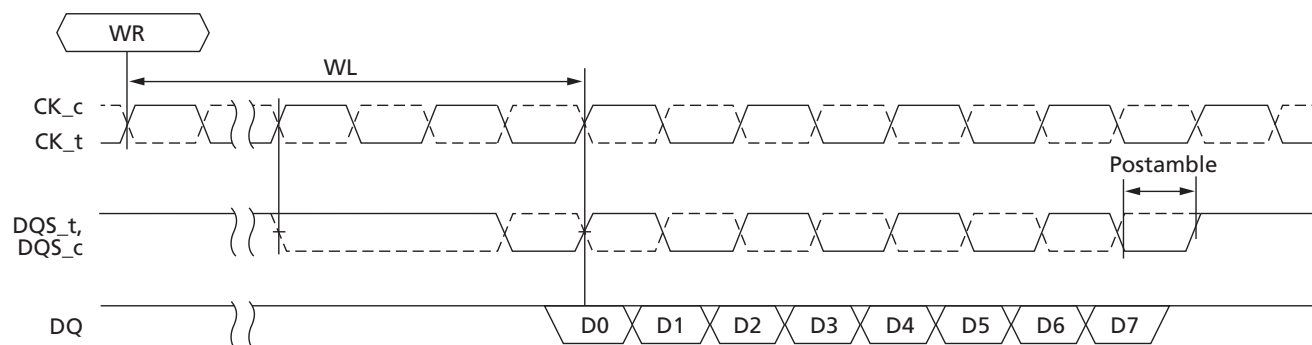 WR
WL
CK_c
CK_t
Postamble
DQS_t,
DQS_c
DQ
D0 D1 D2 D3 D4 D5 D6 D7